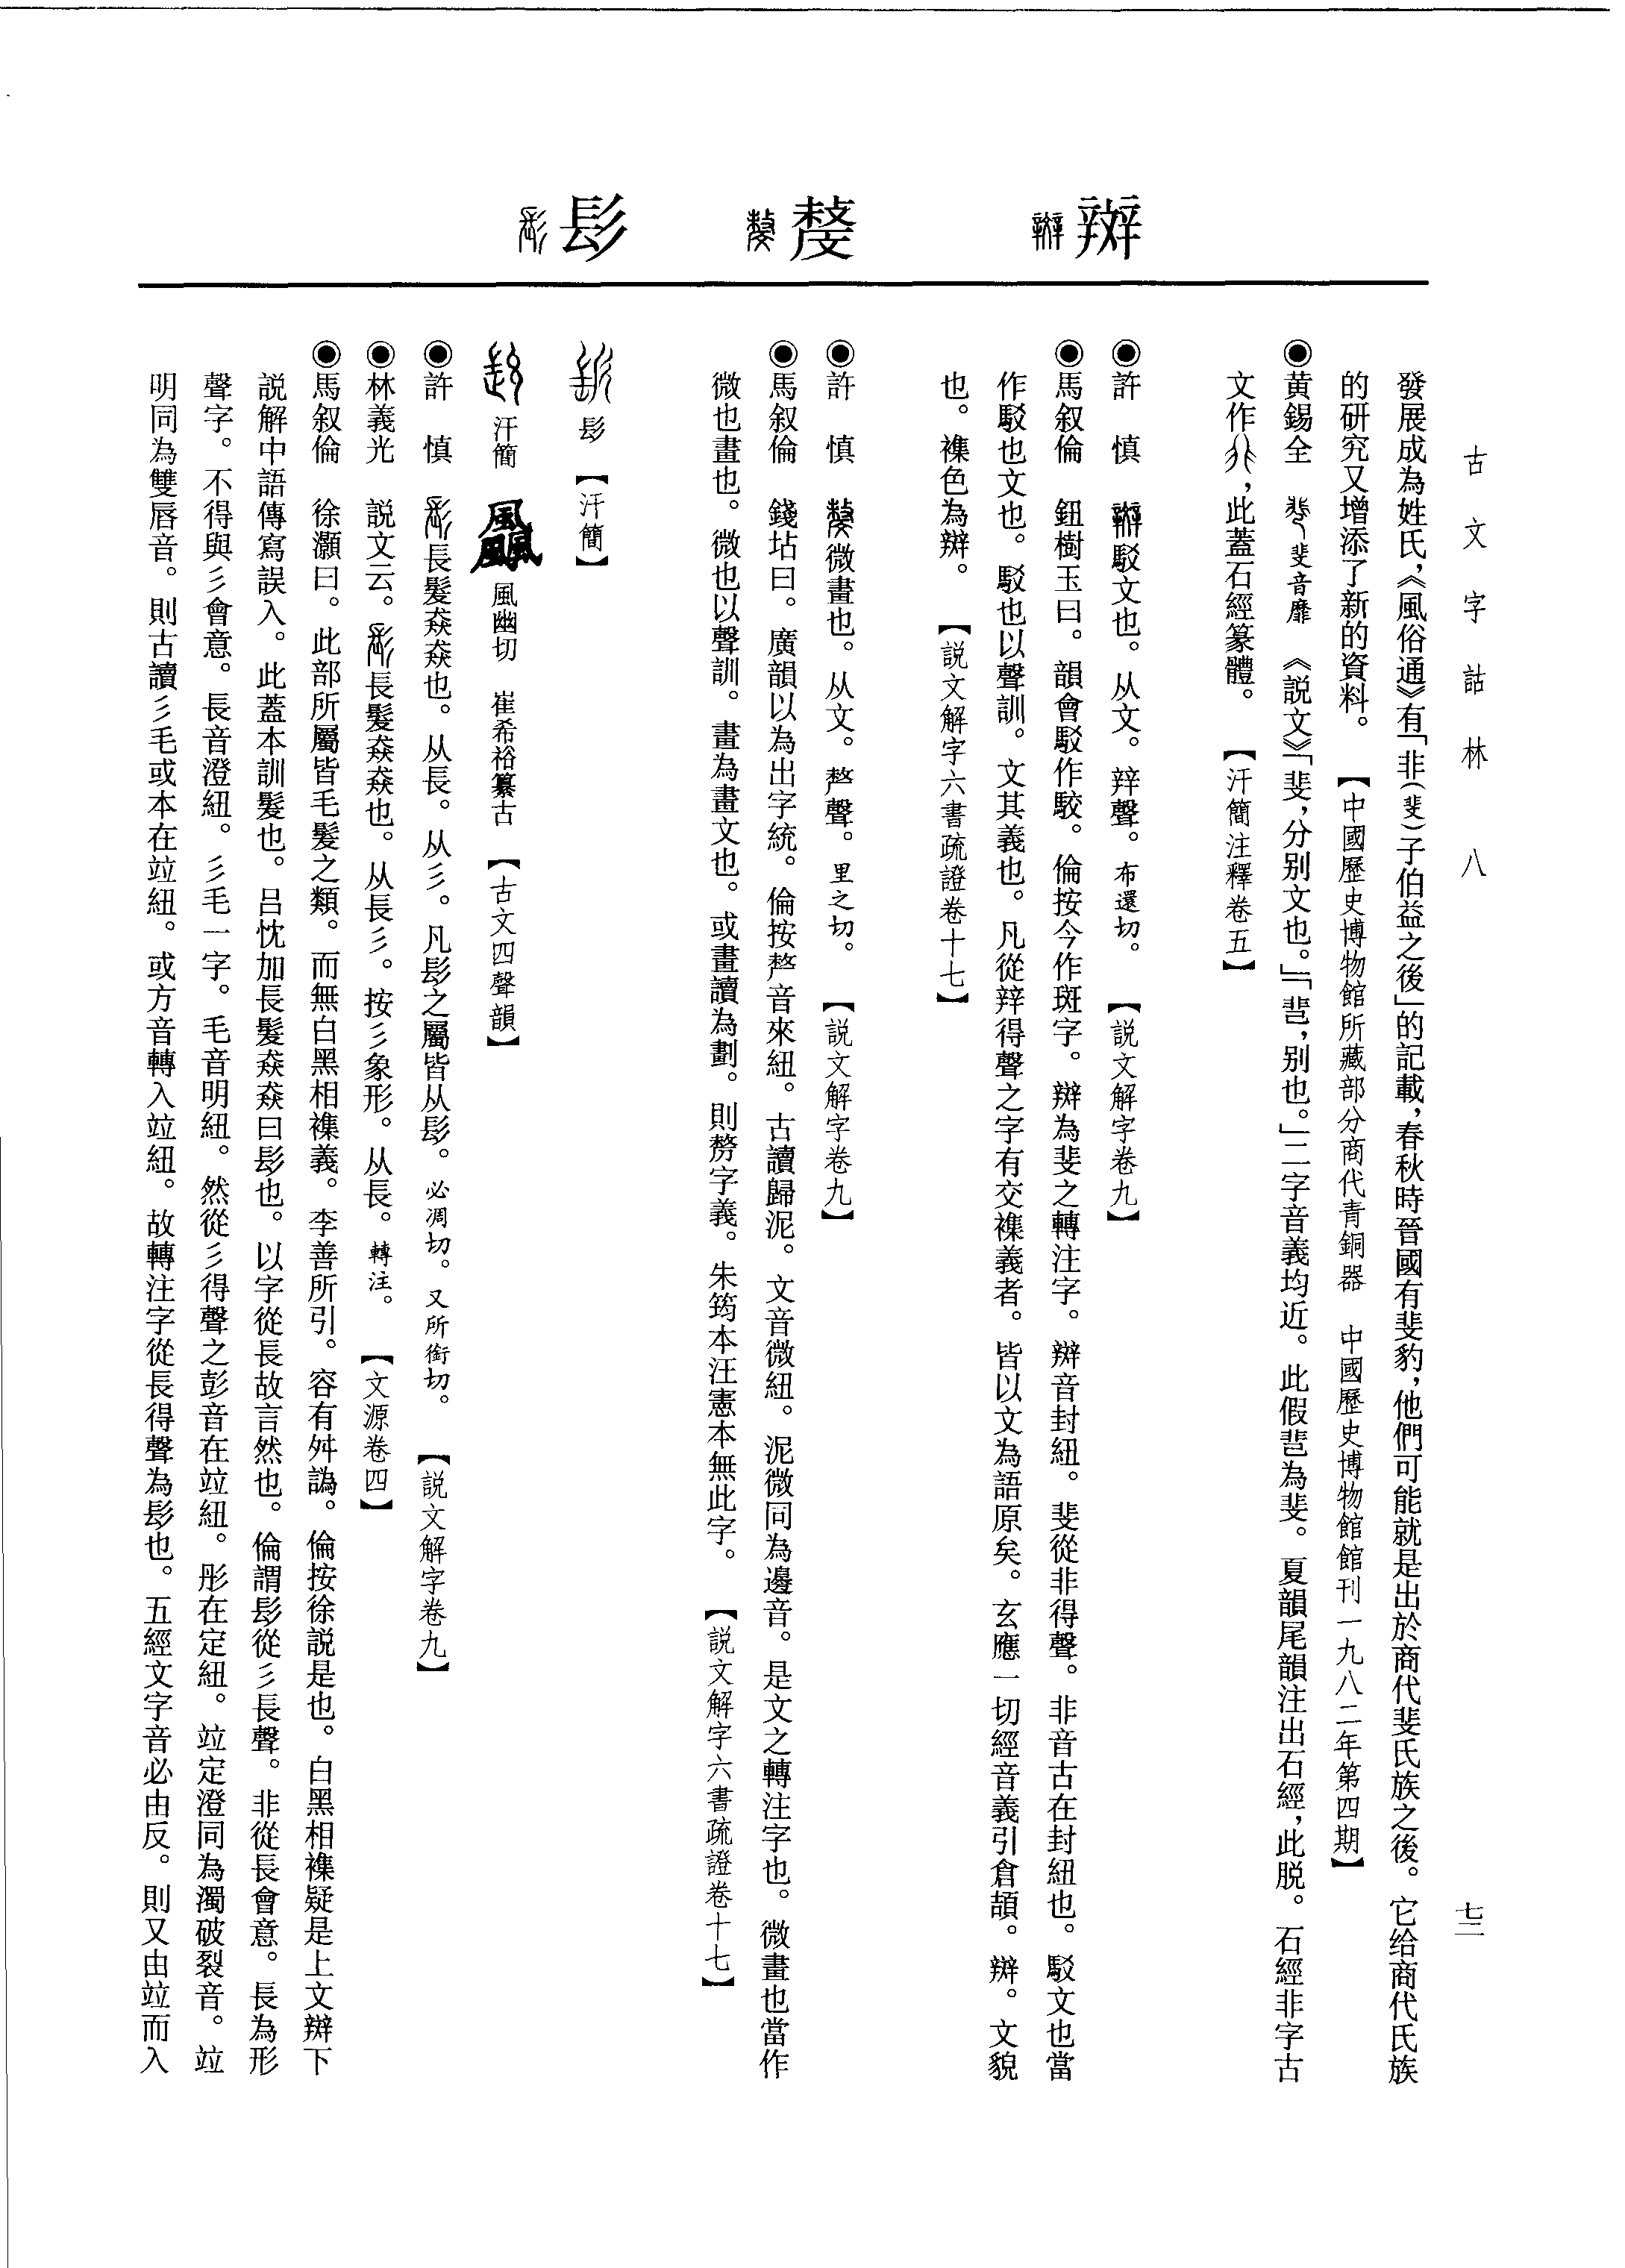 古文字詁林 八
七二
辬
斄
髟
發展成為姓氏,《風俗通》有「非(斐)子伯益之後」的記載,春秋時晉國有斐豹,他們可能就是出於商代斐氏族之後。它给商代氏族
的研究又增添了新的資料。【中國歷史博物館所藏部分商代青銅器 中國歷史博物館館刊一九八二年第四期】
◉黄錫全 斐音靡 《説文》「斐,分别文也。」「䨽,别也。」二字音義均近。此假䨽為斐。夏韻尾韻注出石經,此脱。石經非字古
文作,此蓋石經篆體。【汗簡注釋卷五】
◉許 慎 駁文也。从文。辡聲。布還切。【説文解字卷九】
◉馬叙倫 鈕樹玉曰。韻會駁作駮。倫按今作斑字。辬為斐之轉注字。辬音封紐。斐從非得聲。非音古在封紐也。駁文也當
作駁也文也。駁也以聲訓。文其義也。凡從辡得聲之字有交襍義者。皆以文為語原矣。玄應一切經音義引倉頡。辬。文貌
也。襍色為辬。【説文解字六書疏證卷十七】
◉許 慎 微畫也。从文。𠩺聲。里之切。【説文解字卷九】
◉馬叙倫 錢坫曰。廣韻以為出字統。倫按𠩺音來紐。古讀歸泥。文音微紐。泥微同為邊音。是文之轉注字也。微畫也當作
微也畫也。微也以聲訓。畫為畫文也。或畫讀為劃。則剺字義。朱筠本汪憲本無此字。【説文解字六書疏證卷十七】
髟【汗簡】
汗簡 風幽切 崔希裕纂古【古文四聲韻】
◉許 慎 長髮猋猋也。从長。从彡。凡髟之屬皆从髟。必凋切。又所銜切。【説文解字卷九】
◉林義光 説文云。長髮猋猋也。从長彡。按彡象形。从長。轉注。【文源卷四】
◉馬叙倫 徐灝曰。此部所屬皆毛髮之類。而無白黑相襍義。李善所引。容有舛譌。倫按徐説是也。白黑相襍疑是上文辬下
説解中語傳寫誤入。此蓋本訓髮也。吕忱加長髮猋猋曰髟也。以字從長故言然也。倫謂髟從彡長聲。非從長會意。長為形
聲字。不得與彡會意。長音澄紐。彡毛一字。毛音明紐。然從彡得聲之彭音在竝紐。彤在定紐。竝定澄同為濁破裂音。竝
明同為雙唇音。則古讀彡毛或本在竝紐。或方音轉入竝紐。故轉注字從長得聲為髟也。五經文字音必由反。則又由竝而入